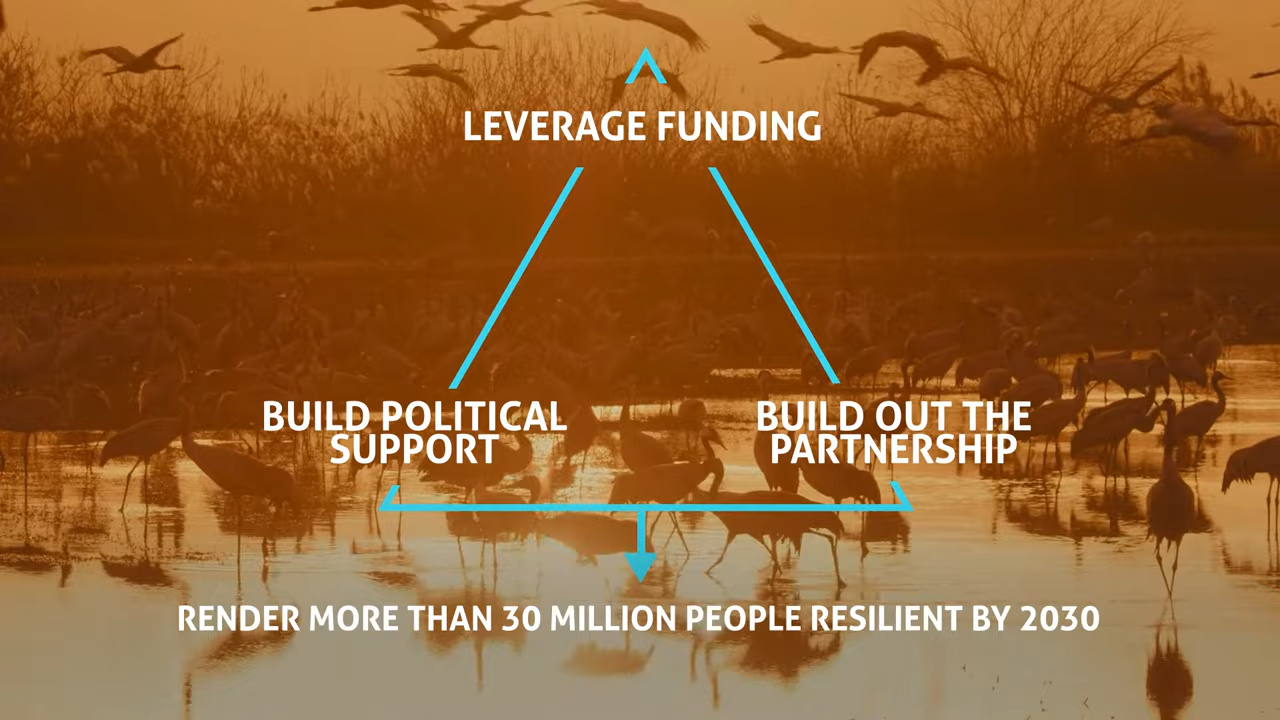 LEVERAGE FUNDING
BUILD POLITICAL
SUPPORT
BUILD OUT THE
PARTNERSHIP
RENDER MORE THAN 30 MILLION PEOPLE RESILIENT BY 2030